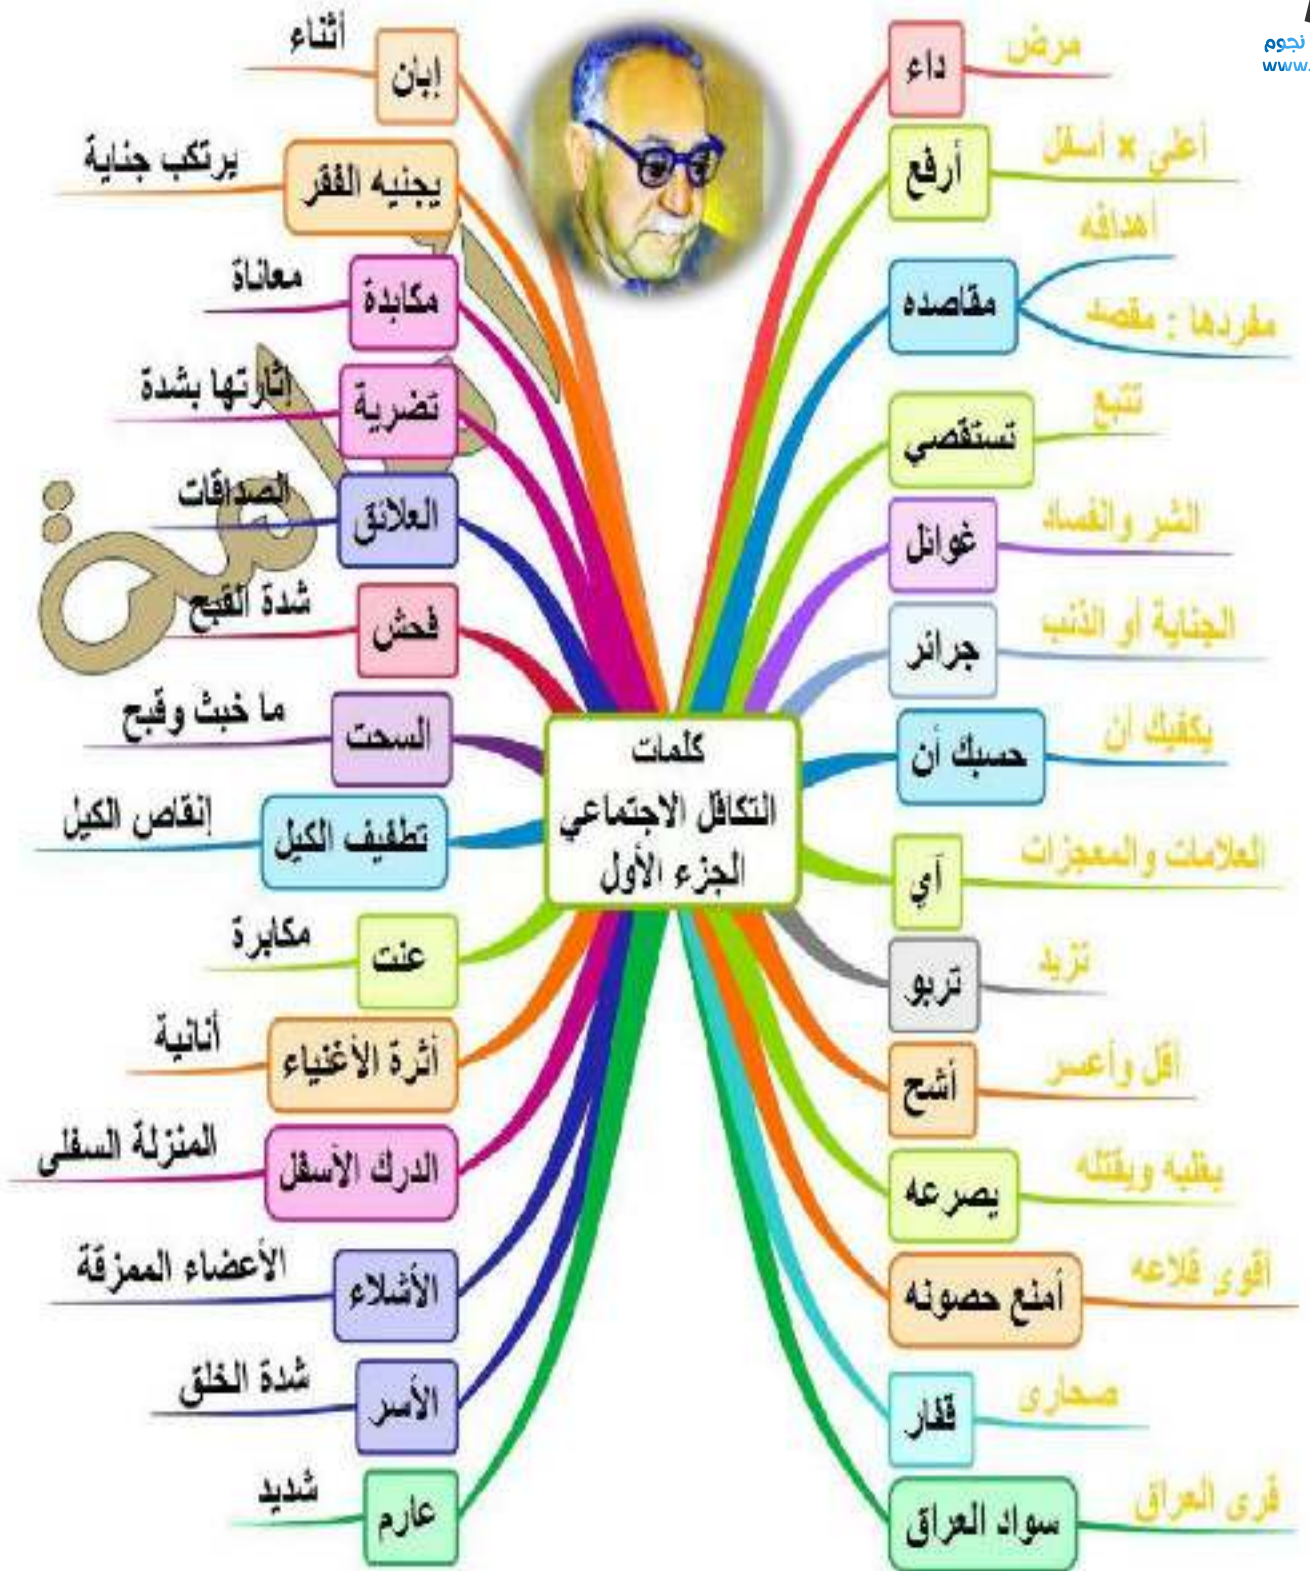 نجوم
www.
كلمات
التكافل الاجتماعي
الجزء الأول
داء
مرض
أرفع
أعلى × أسفل
مقاصده
أهدافه
مفردها : مقصد
تستقصي
تتبع
غوائل
الشر والفساد
جرائر
الجناية أو الذنب
حسبك أن
يكفيك أن
آي
العلامات والمعجزات
تربو
تزيد
أشح
أقل وأعسر
يصرعه
يغلبه ويقتله
أمنع حصونه
أقوى قلاعه
قفار
صحارى
سواد العراق
قرى العراق
إبان
أثناء
يجنيه الفقر
يرتكب جناية
مكابدة
معاناة
تضرية
إثارتها بشدة
العلائق
الصداقات
فحش
شدة القبح
السحت
ما خبث وقبح
تطفيف الكيل
إنقاص الكيل
عنت
مكابرة
أثرة الأغنياء
أنانية
الدرك الأسفل
المنزلة السفلى
الأشلاء
الأعضاء الممزقة
الأسر
شدة الخلق
عارم
شديد